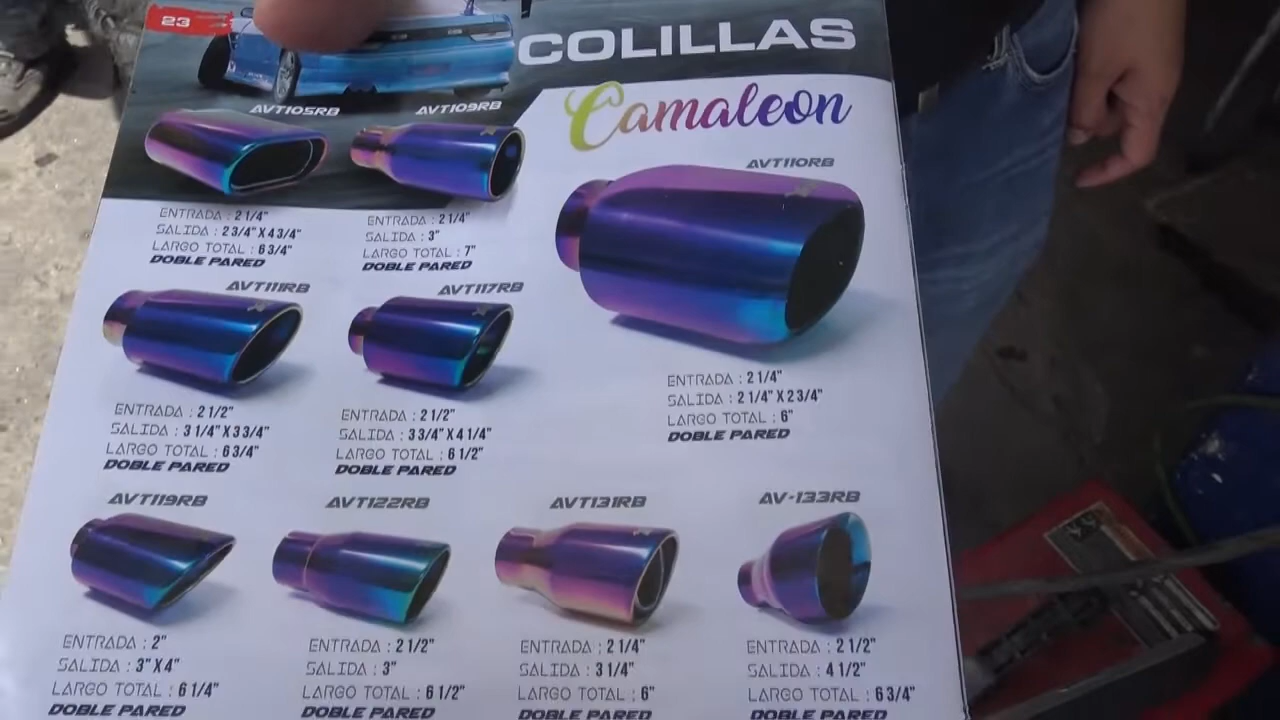 23
COLILLAS
Camaleon
AVT105RB
ENTRADA : 2 1/4"
SALIDA : 2 3/4" X 4 3/4"
LARGO TOTAL : 6 3/4"
DOBLE PARED
AVT109RB
ENTRADA : 2 1/4"
SALIDA : 3"
LARGO TOTAL : 7"
DOBLE PARED
AVT110RB
ENTRADA : 2 1/4"
SALIDA : 2 1/4" X 2 3/4"
LARGO TOTAL : 6"
DOBLE PARED
AVT111RB
ENTRADA : 2 1/2"
SALIDA : 3 1/4" X 3 3/4"
LARGO TOTAL : 6 3/4"
DOBLE PARED
AVT117RB
ENTRADA : 2 1/2"
SALIDA : 3 3/4" X 4 1/4"
LARGO TOTAL : 6 1/2"
DOBLE PARED
AVT119RB
ENTRADA : 2"
SALIDA : 3" X 4"
LARGO TOTAL : 6 1/4"
DOBLE PARED
AVT122RB
ENTRADA : 2 1/2"
SALIDA : 3"
LARGO TOTAL : 6 1/2"
DOBLE PARED
AVT131RB
ENTRADA : 2 1/4"
SALIDA : 3 1/4"
LARGO TOTAL : 6"
DOBLE PARED
AV-133RB
ENTRADA : 2 1/2"
SALIDA : 4 1/2"
LARGO TOTAL : 6 3/4"
DOBLE PARED